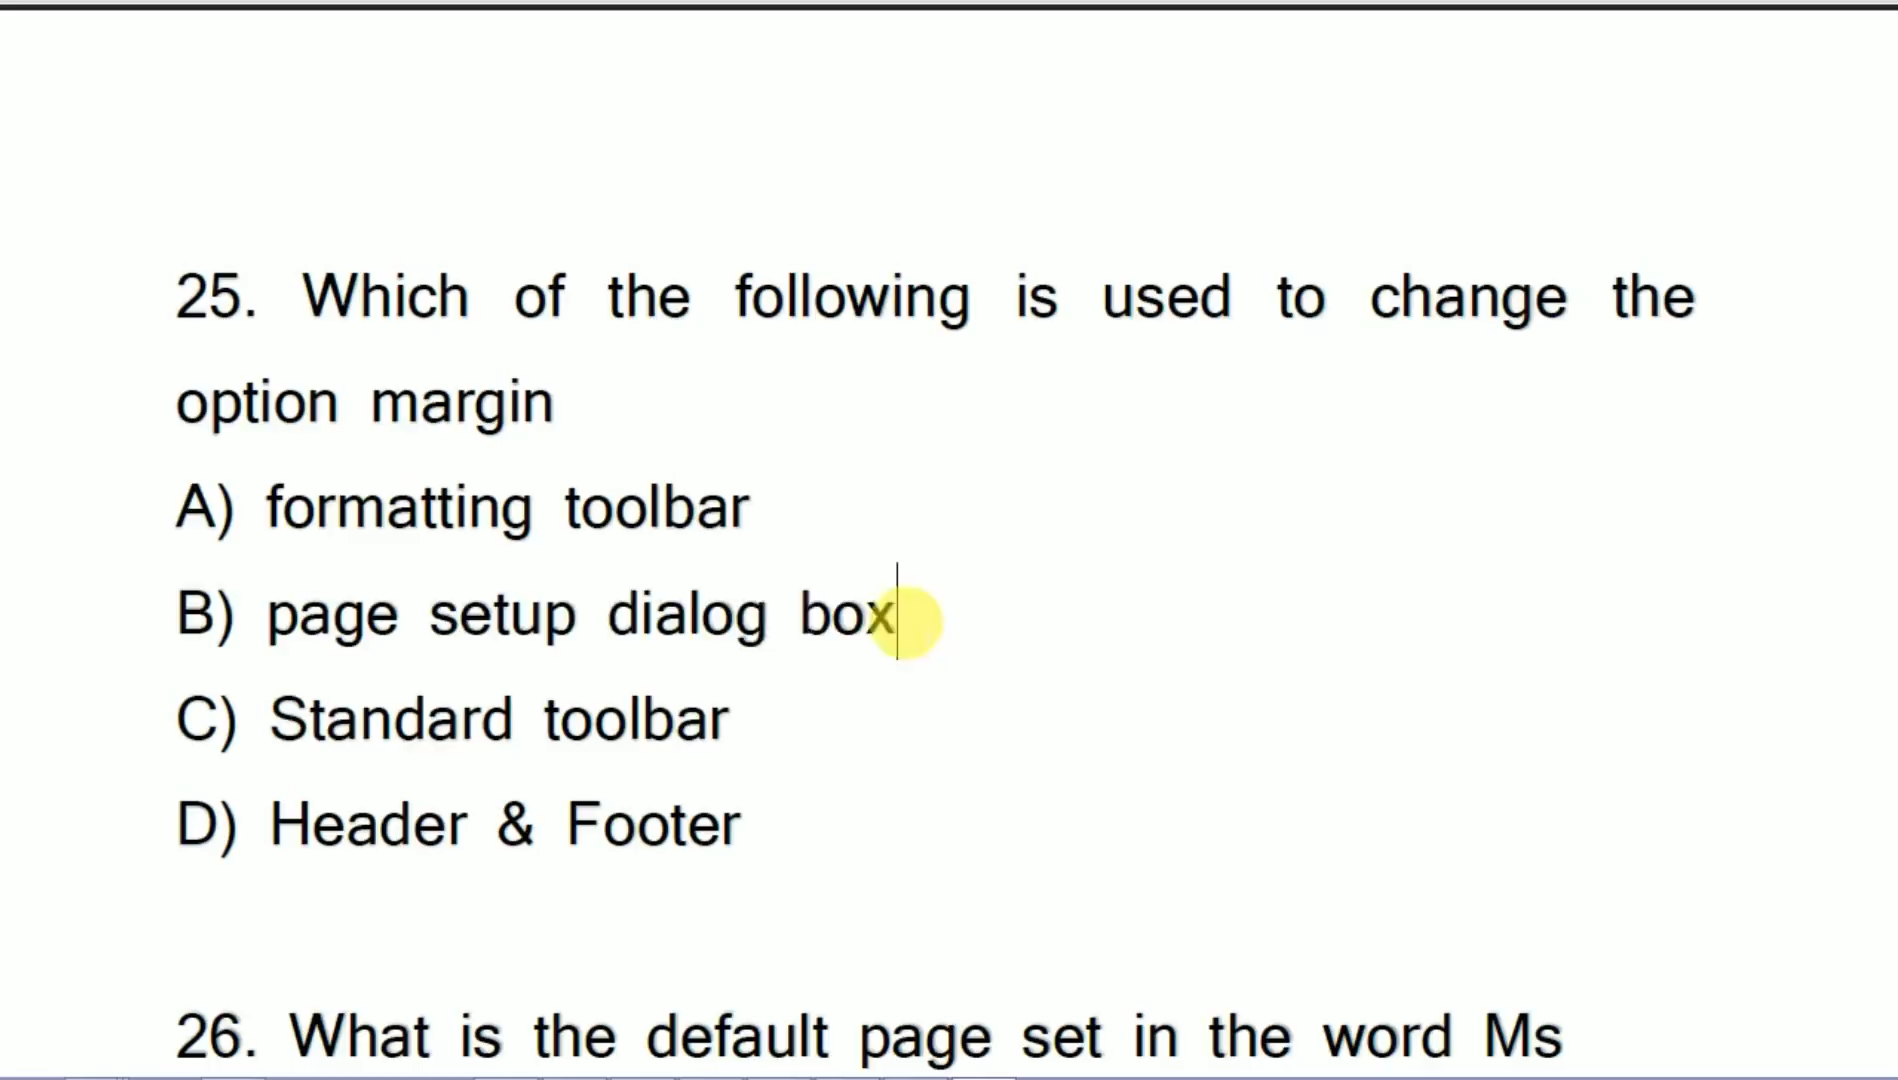 25. Which of the following is used to change the
option margin
A) formatting toolbar
B) page setup dialog box
C) Standard toolbar
D) Header & Footer
26. What is the default page set in the word Ms